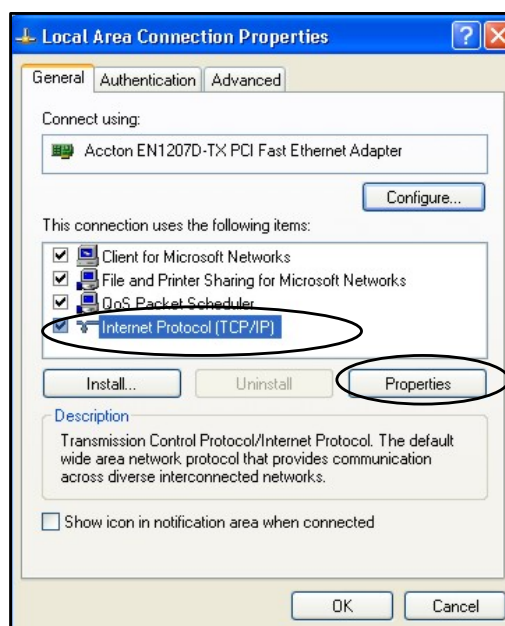 Local Area Connection Properties
General Authentication Advanced
Connect using:
Accton EN1207D-TX PCI Fast Ethernet Adapter
Configure...
This connection uses the following items:
Client for Microsoft Networks
File and Printer Sharing for Microsoft Networks
QoS Packet Scheduler
Internet Protocol (TCP/IP)
Install... Uninstall Properties
Description
Transmission Control Protocol/Internet Protocol. The default
wide area network protocol that provides communication
across diverse interconnected networks.
Show icon in notification area when connected
OK Cancel